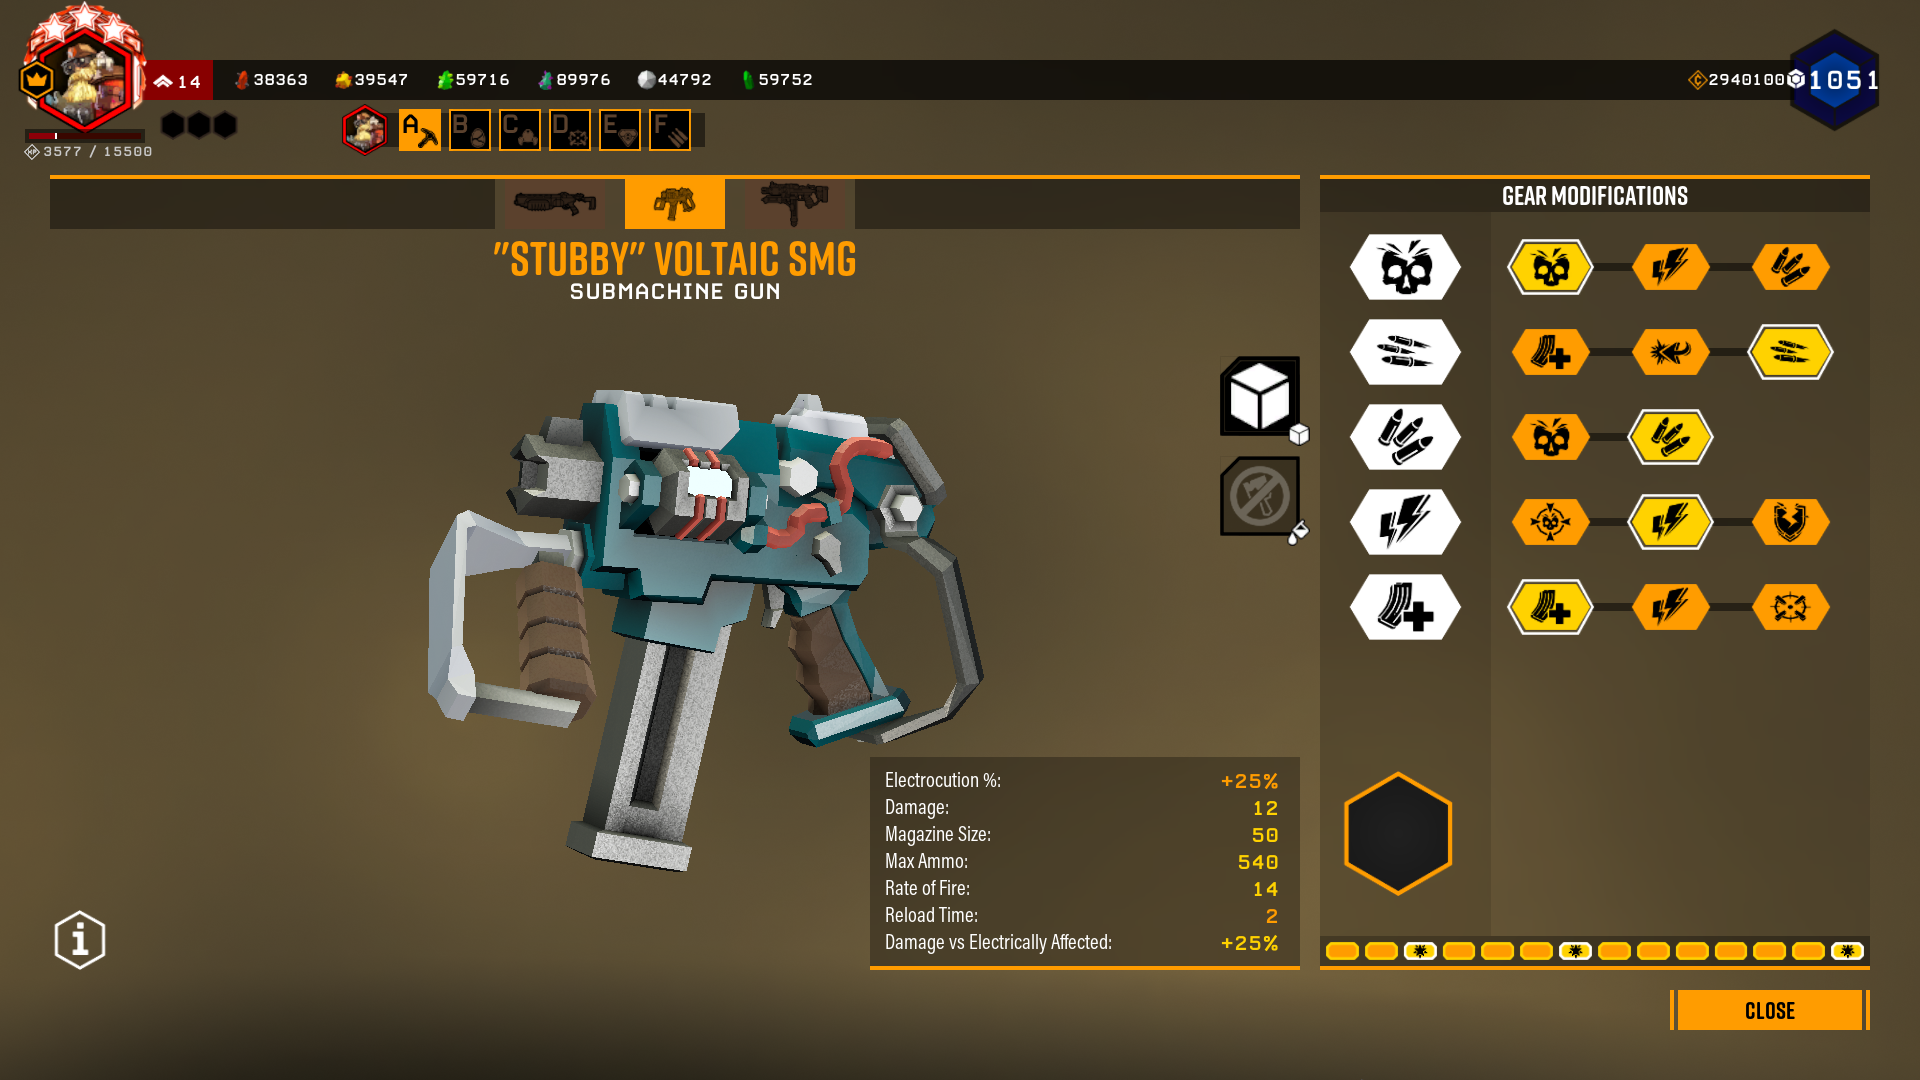 14 38363 39547 59716 89976 44792 59752 2940100 1051
3577 / 15500
A B C D E F
GEAR MODIFICATIONS
"STUBBY" VOLTAIC SMG
SUBMACHINE GUN
Electrocution %: +25%
Damage: 12
Magazine Size: 50
Max Ammo: 540
Rate of Fire: 14
Reload Time: 2
Damage vs Electrically Affected: +25%
CLOSE